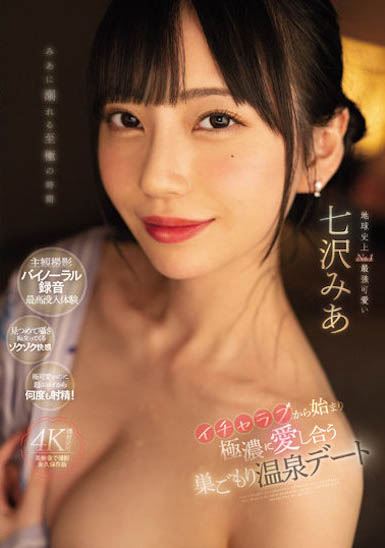 みあに溺れる至極の時間
地球史上No.1最強可愛い
七沢みあ
主観撮影
バイノーラル
録音
最高没入体験
見つめて囁き
痴女ってくる
ゾクゾク快感
何度も射精!
4K
イチャラブから始まり
極濃に愛し合う
巣ごもり温泉デート